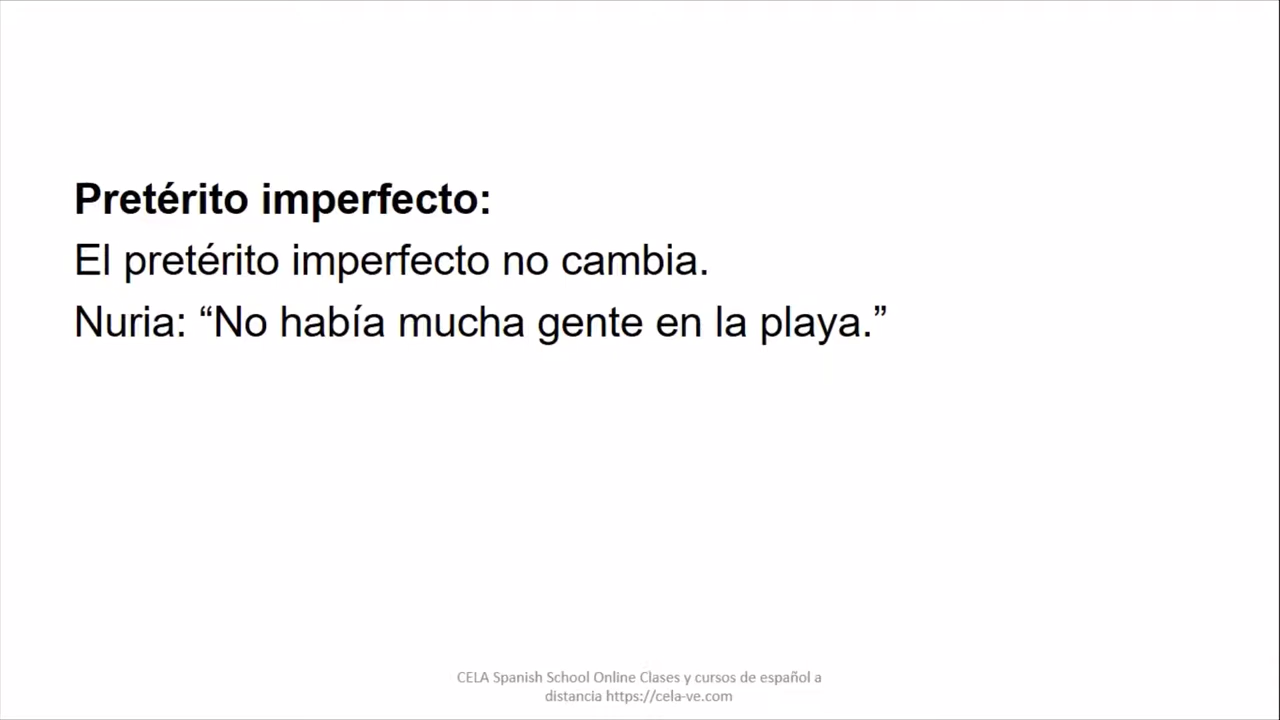 Pretérito imperfecto:
El pretérito imperfecto no cambia.
Nuria: “No había mucha gente en la playa.”
CELA Spanish School Online Clases y cursos de español a
distancia https://cela-ve.com